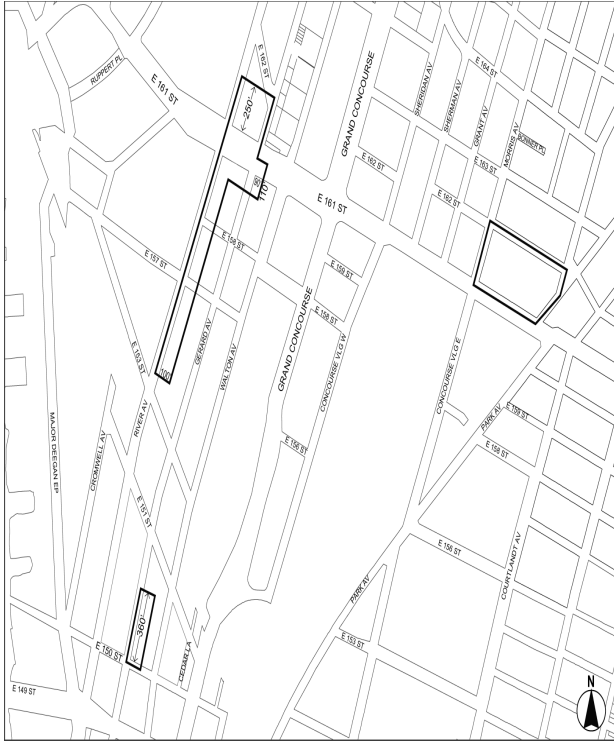 E 162 ST
RUPPERT PL
E 161 ST
250'
GRAND CONCOURSE
SHERIDAN AV
SHERMAN AV
GRANT AV
MORRIS AV
E 164 ST
BONNER PL
E 163 ST
E 162 ST
E 162 ST
95'
110'
E 161 ST
E 157 ST
E 158 ST
E 159 ST
E 158 ST
GRAND CONCOURSE
CONCOURSE VLG W
CONCOURSE VLG E
E 153 ST
GERARD AV
WALTON AV
100'
RIVER AV
MAJOR DEEGAN EP
CROMWELL AV
E 156 ST
PARK AV
E 159 ST
E 158 ST
E 151 ST
E 156 ST
COURTLANDT AV
PARK AV
360'
E 150 ST
CEDAR LA
E 153 ST
E 149 ST
N